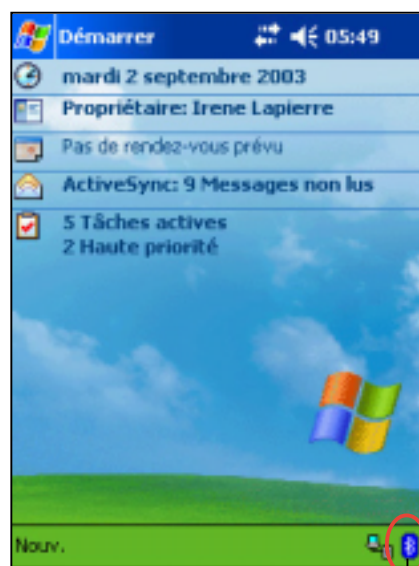 Démarrer 05:49
mardi 2 septembre 2003
Propriétaire: Irene Lapierre
Pas de rendez-vous prévu
ActiveSync: 9 Messages non lus
5 Tâches actives
2 Haute priorité
Nouv.